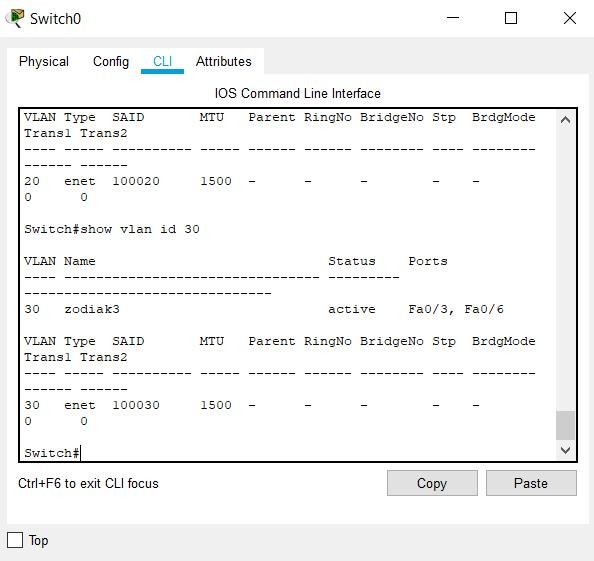 Switch0
Physical Config CLI Attributes
IOS Command Line Interface
VLAN Type  SAID       MTU   Parent RingNo BridgeNo Stp  BrdgMode
Trans1 Trans2
---- ----- ---------- ----- ------ ------ -------- ---- --------
------ ------
20   enet  100020     1500  -      -      -        -    -
0      0
Switch#show vlan id 30
VLAN Name                             Status    Ports
---- -------------------------------- ---------
-------------------------------
30   zodiak3                          active    Fa0/3, Fa0/6
VLAN Type  SAID       MTU   Parent RingNo BridgeNo Stp  BrdgMode
Trans1 Trans2
---- ----- ---------- ----- ------ ------ -------- ---- --------
------ ------
30   enet  100030     1500  -      -      -        -    -
0      0
Switch#
Ctrl+F6 to exit CLI focus
Copy Paste
Top